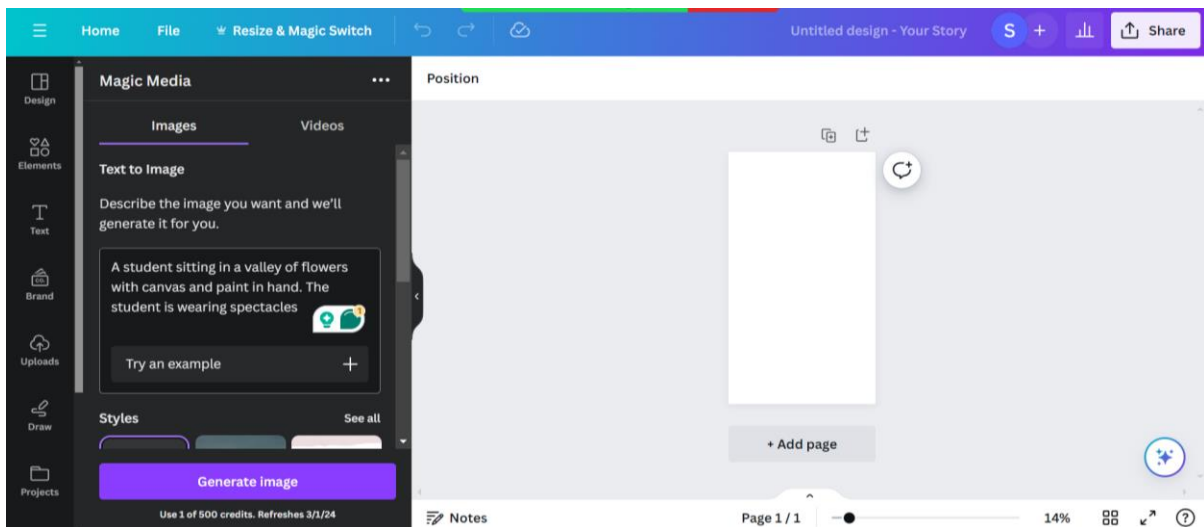 Home File Resize & Magic Switch Untitled design - Your Story S + Share
Design
Elements
Text
Brand
Uploads
Draw
Projects
Magic Media
Images Videos
Text to Image
Describe the image you want and we'll
generate it for you.
A student sitting in a valley of flowers
with canvas and paint in hand. The
student is wearing spectacles
1
Try an example +
Styles See all
Generate image
Use 1 of 500 credits. Refreshes 3/1/24
Position
+ Add page
Notes Page 1 / 1 14% ?